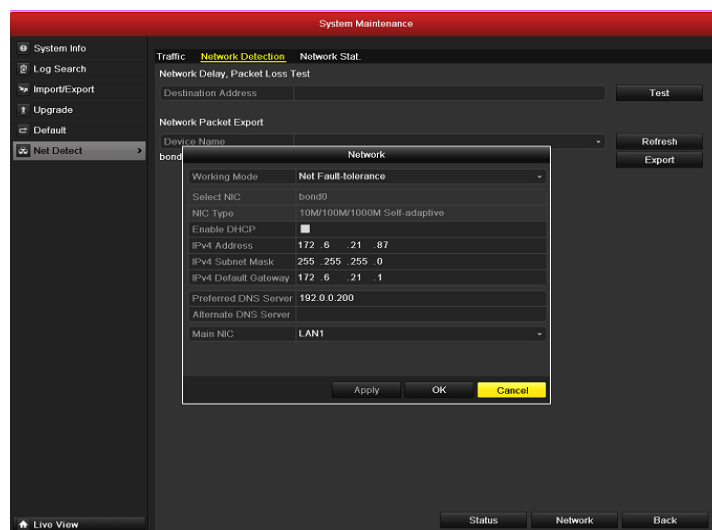 System Maintenance
System Info
Log Search
Import/Export
Upgrade
Default
Net Detect
Traffic Network Detection Network Stat.
Network Delay, Packet Loss Test
Destination Address
Test
Network Packet Export
Device Name
Refresh
bond
Export
Network
Working Mode Net Fault-tolerance
Select NIC bond0
NIC Type 10M/100M/1000M Self-adaptive
Enable DHCP
IPv4 Address 172 .6 .21 .87
IPv4 Subnet Mask 255 .255 .255 .0
IPv4 Default Gateway 172 .6 .21 .1
Preferred DNS Server 192.0.0.200
Alternate DNS Server
Main NIC LAN1
Apply OK Cancel
Live View
Status Network Back